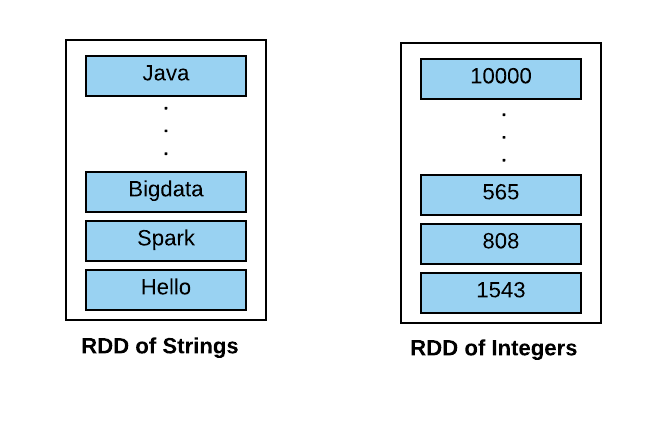 Java
.
.
.
Bigdata
Spark
Hello
RDD of Strings
10000
.
.
.
565
808
1543
RDD of Integers